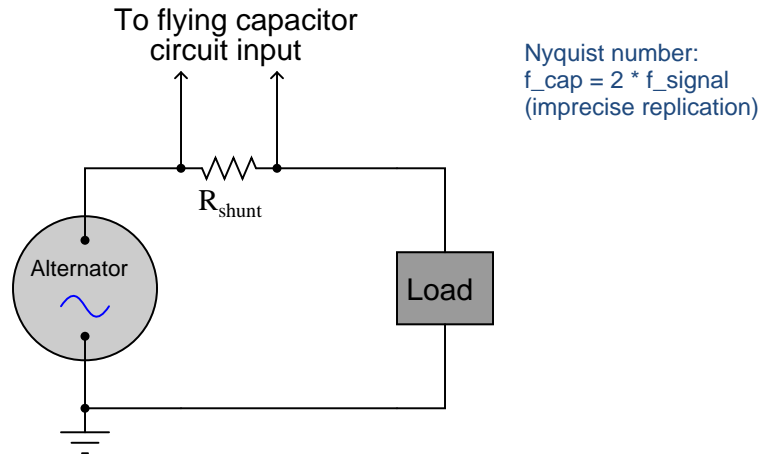 To flying capacitor
circuit input
Nyquist number:
f_cap = 2 * f_signal
(imprecise replication)
Rshunt
Alternator
Load